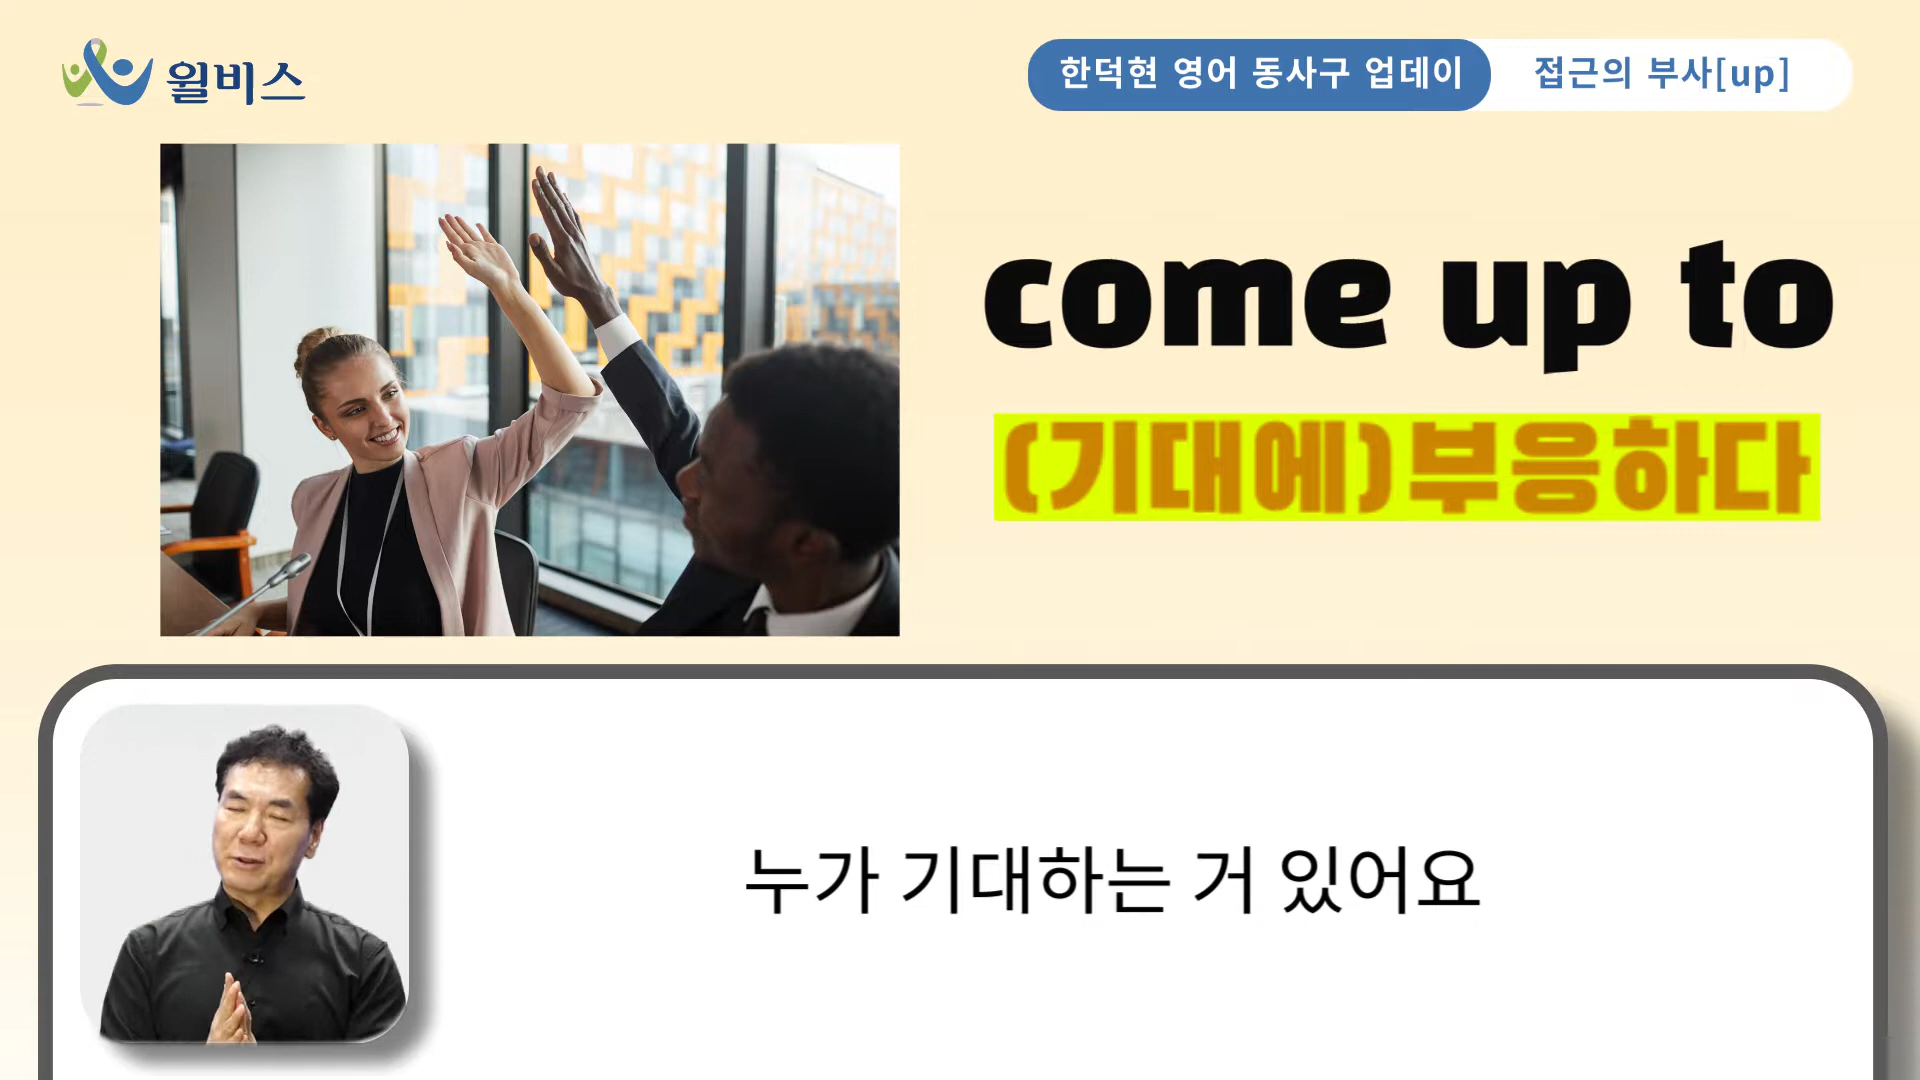 윌비스
한덕현 영어 동사구 업데이
접근의 부사[up]
come up to
(기대에)부응하다
누가 기대하는 거 있어요